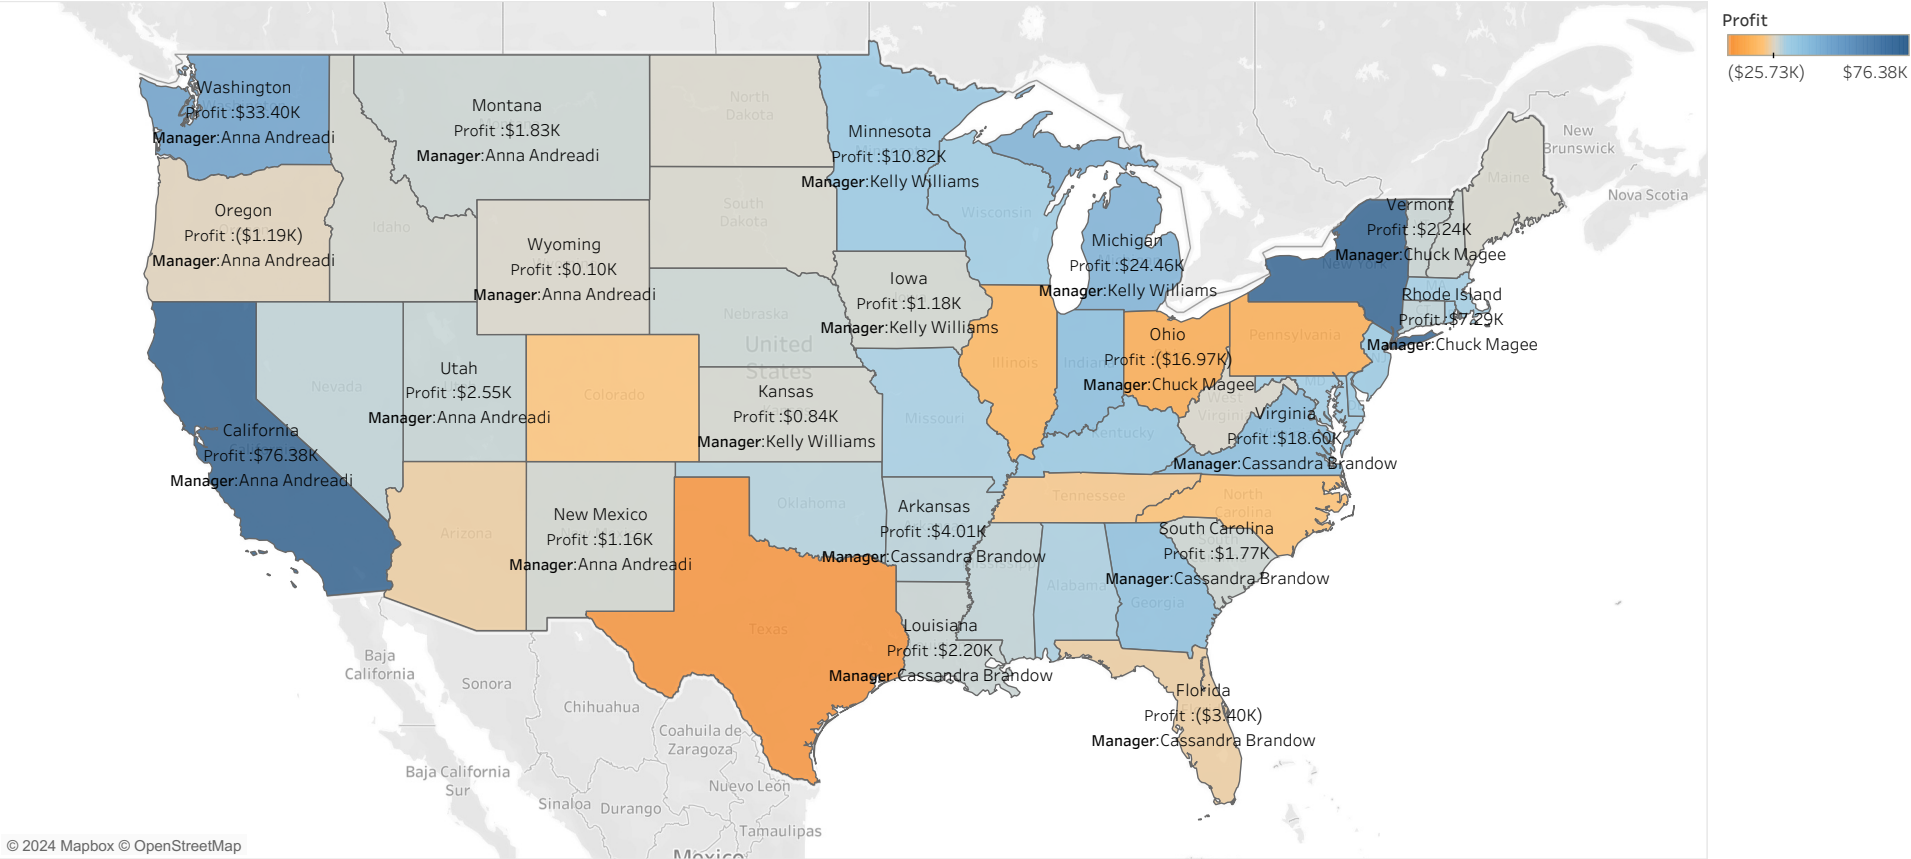 Profit
($25.73K) $76.38K
Washington
Profit :$33.40K
Manager:Anna Andreadi
Montana
Profit :$1.83K
Manager:Anna Andreadi
North
Dakota
Minnesota
Profit :$10.82K
Manager:Kelly Williams
New
Brunswick
Maine
Nova Scotia
Oregon
Profit :($1.19K)
Manager:Anna Andreadi
Idaho
Wyoming
Profit :$0.10K
Manager:Anna Andreadi
South
Dakota
Wisconsin
Michigan
Profit :$24.46K
Manager:Kelly Williams
Vermont
Profit :$2.24K
Manager:Chuck Magee
New York
Iowa
Profit :$1.18K
Manager:Kelly Williams
Rhode Island
Profit :$7.29K
Manager:Chuck Magee
MA
Nebraska
United
States
Illinois
Indiana
Ohio
Profit :($16.97K)
Manager:Chuck Magee
Pennsylvania
NJ
MD
Nevada
Utah
Profit :$2.55K
Manager:Anna Andreadi
Colorado
Kansas
Profit :$0.84K
Manager:Kelly Williams
Missouri
Kentucky
West
Virginia
Virginia
Profit :$18.60K
Manager:Cassandra Brandow
California
Profit :$76.38K
Manager:Anna Andreadi
Arizona
New Mexico
Profit :$1.16K
Manager:Anna Andreadi
Oklahoma
Arkansas
Profit :$4.01K
Manager:Cassandra Brandow
Tennessee
North
Carolina
South Carolina
Profit :$1.77K
Manager:Cassandra Brandow
Mississippi
Alabama
Georgia
Texas
Louisiana
Profit :$2.20K
Manager:Cassandra Brandow
Florida
Profit :($3.40K)
Manager:Cassandra Brandow
Baja
California
Sonora
Chihuahua
Coahuila de
Zaragoza
Baja California
Sur
Nuevo León
Sinaloa
Durango
Tamaulipas
Mexico
© 2024 Mapbox © OpenStreetMap